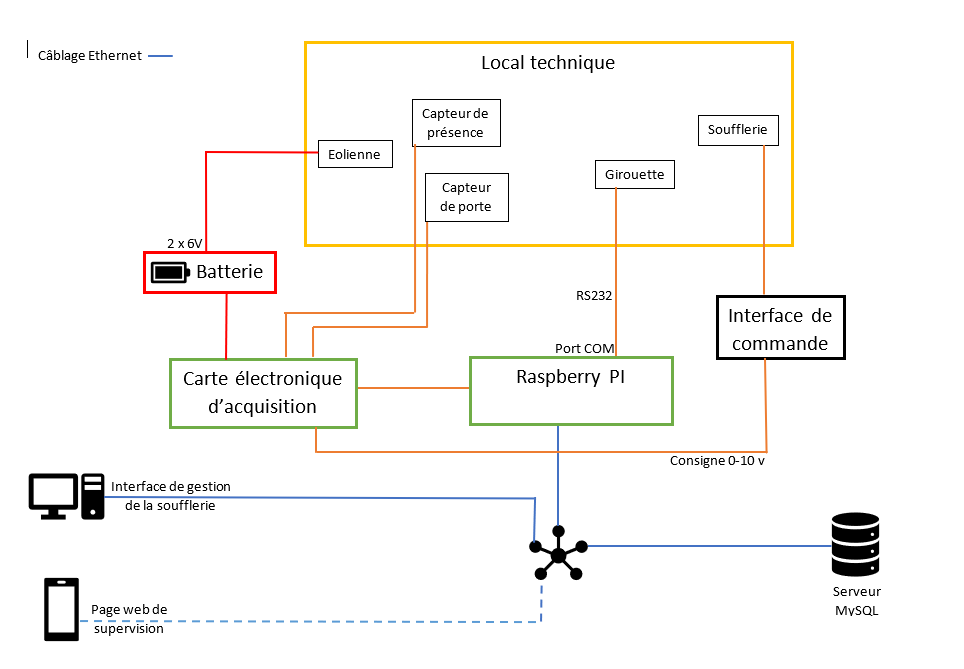 Câblage Ethernet
Local technique
Capteur de
présence
Soufflerie
Eolienne
Girouette
Capteur
de porte
2 x 6V
Batterie
RS232
Interface de
commande
Port COM
Carte électronique
d’acquisition
Raspberry PI
Consigne 0-10 v
Interface de gestion
de la soufflerie
Serveur
MySQL
Page web de
supervision